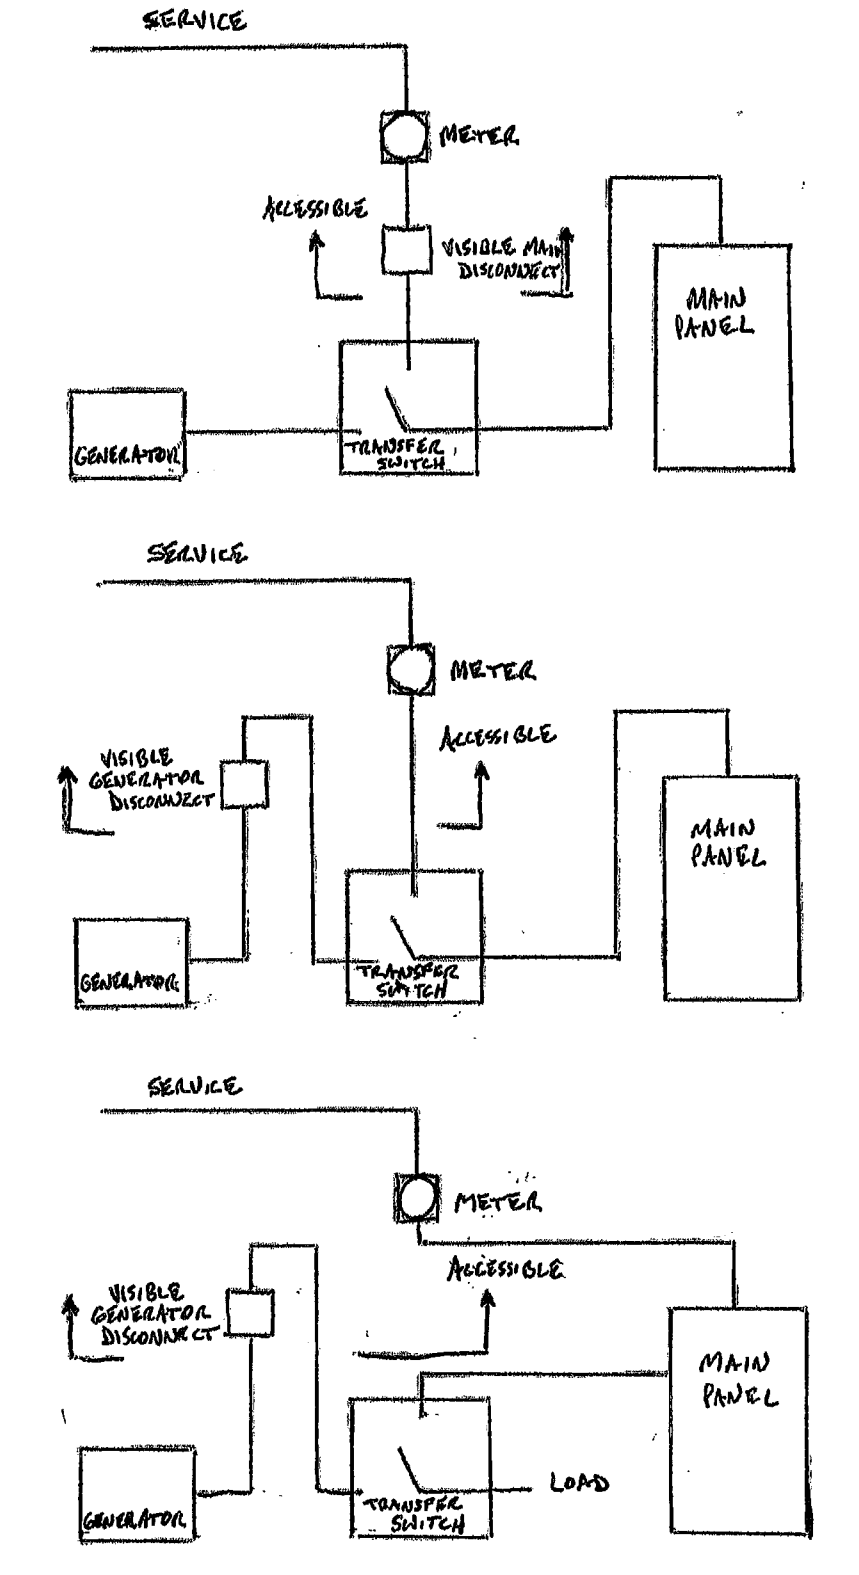 SERVICE
METER
ACCESSIBLE
VISIBLE MAIN
DISCONNECT
MAIN
PANEL
GENERATOR
TRANSFER
SWITCH
SERVICE
METER
VISIBLE
GENERATOR
DISCONNECT
ACCESSIBLE
MAIN
PANEL
GENERATOR
TRANSFER
SWITCH
SERVICE
METER
ACCESSIBLE
VISIBLE
GENERATOR
DISCONNECT
MAIN
PANEL
LOAD
GENERATOR
TRANSFER
SWITCH